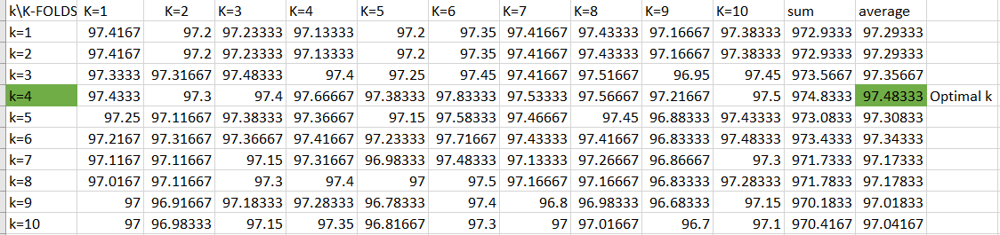 k\K-FOLDS K=1 K=2 K=3 K=4 K=5 K=6 K=7 K=8 K=9 K=10 sum average
k=1 97.4167 97.2 97.23333 97.13333 97.2 97.35 97.41667 97.43333 97.16667 97.38333 972.9333 97.29333
k=2 97.4167 97.2 97.23333 97.13333 97.2 97.35 97.41667 97.43333 97.16667 97.38333 972.9333 97.29333
k=3 97.3333 97.31667 97.48333 97.4 97.25 97.45 97.41667 97.51667 96.95 97.45 973.5667 97.35667
k=4 97.4333 97.3 97.4 97.66667 97.38333 97.83333 97.53333 97.56667 97.21667 97.5 974.8333 97.48333 Optimal k
k=5 97.25 97.11667 97.38333 97.36667 97.15 97.58333 97.46667 97.45 96.88333 97.43333 973.0833 97.30833
k=6 97.2167 97.31667 97.36667 97.41667 97.23333 97.71667 97.43333 97.41667 96.83333 97.48333 973.4333 97.34333
k=7 97.1167 97.11667 97.15 97.31667 96.98333 97.48333 97.13333 97.26667 96.86667 97.3 971.7333 97.17333
k=8 97.0167 97.11667 97.3 97.4 97 97.5 97.16667 97.16667 96.83333 97.28333 971.7833 97.17833
k=9 97 96.91667 97.18333 97.28333 96.78333 97.4 96.8 96.98333 96.68333 97.15 970.1833 97.01833
k=10 97 96.98333 97.15 97.35 96.81667 97.3 97 97.01667 96.7 97.1 970.4167 97.04167